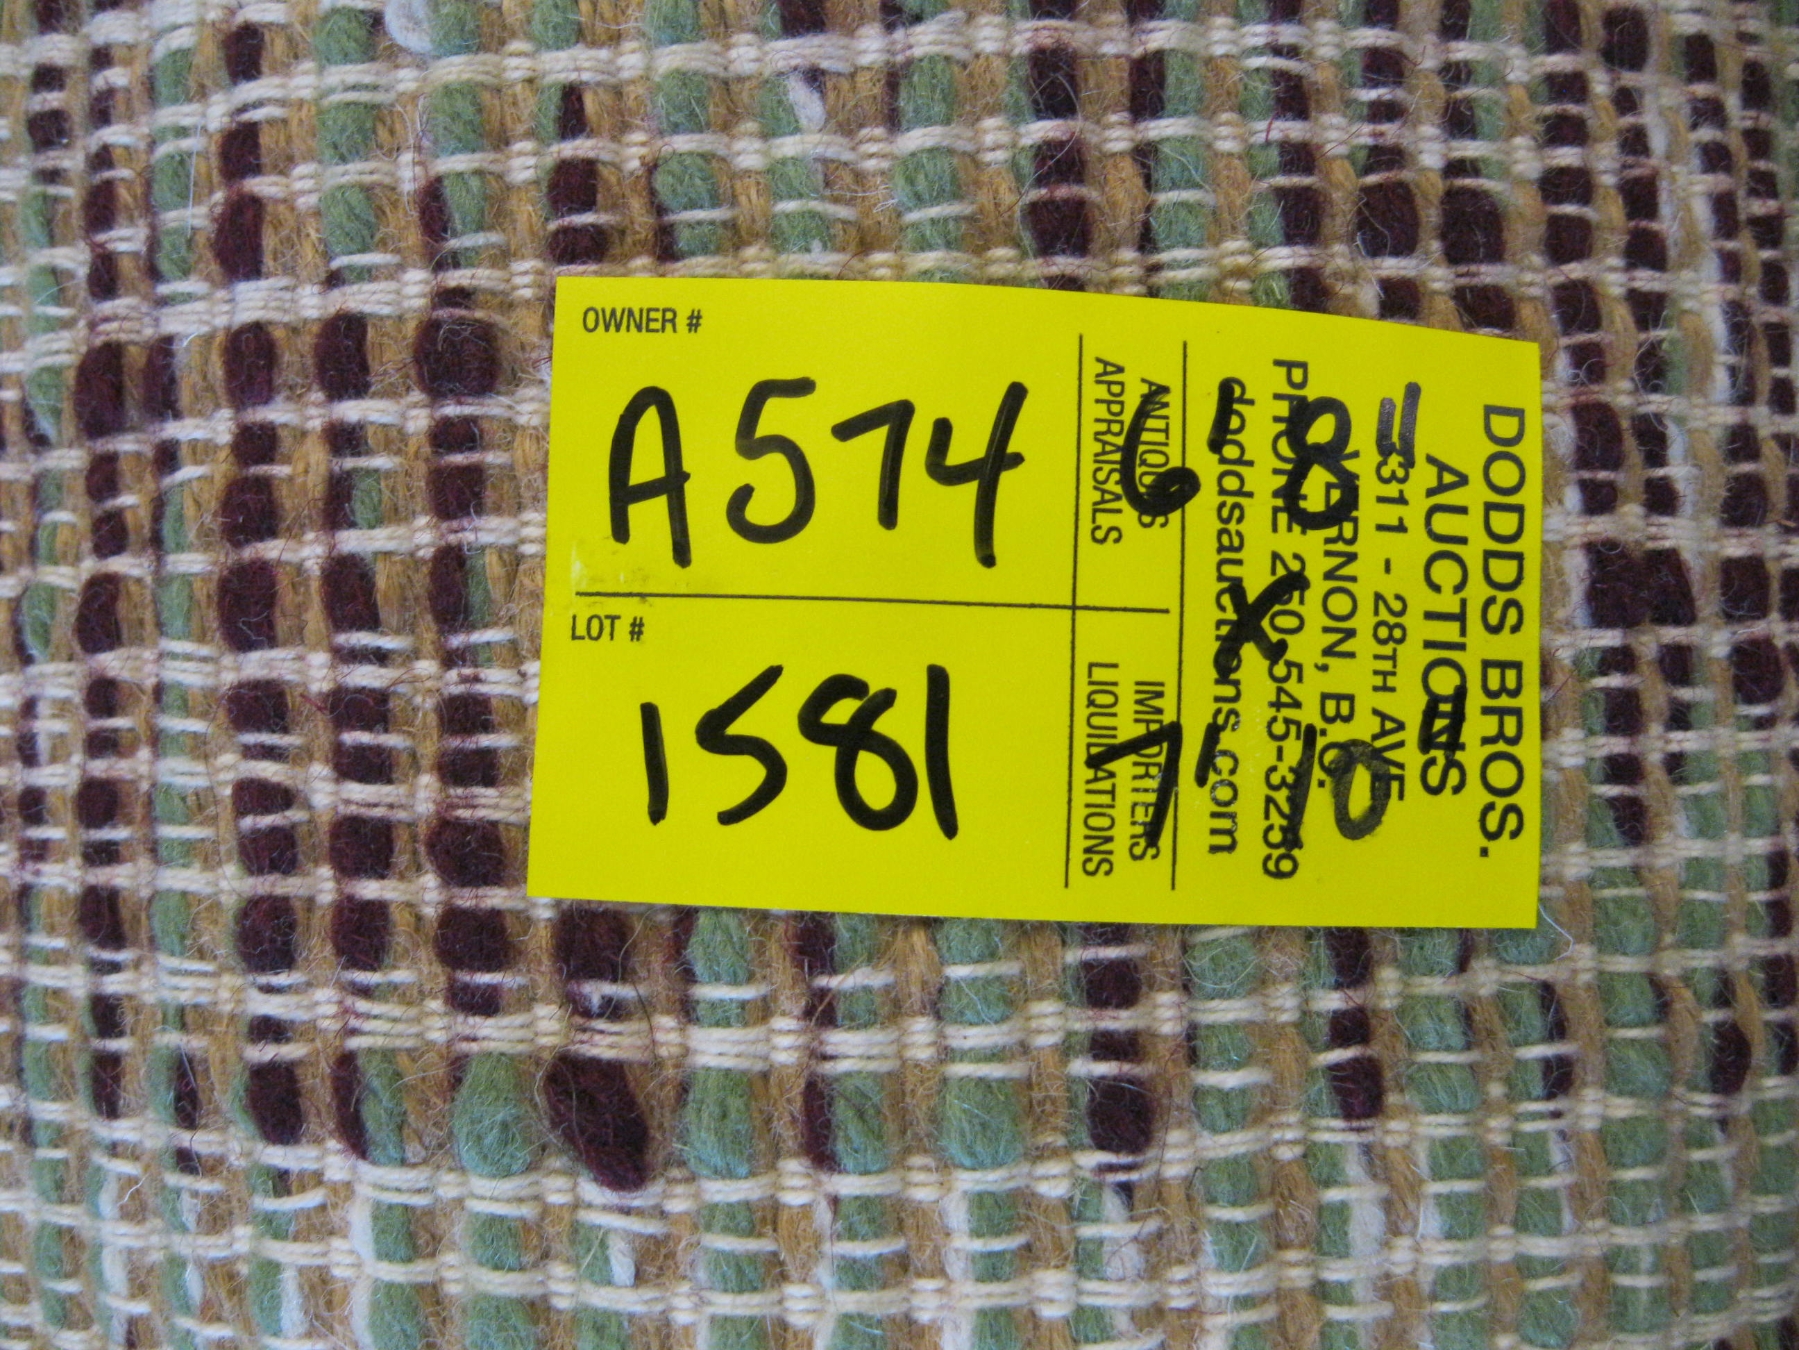 OWNER #
A574
LOT #
1581
6'8"
X
7'10"
ANTIQUES
APPRAISALS
IMPORTERS
LIQUIDATIONS
DODDS BROS.
AUCTIONS
3311 - 28TH AVE
VERNON, B.C.
PHONE 250.545-3259
doddsauctions.com